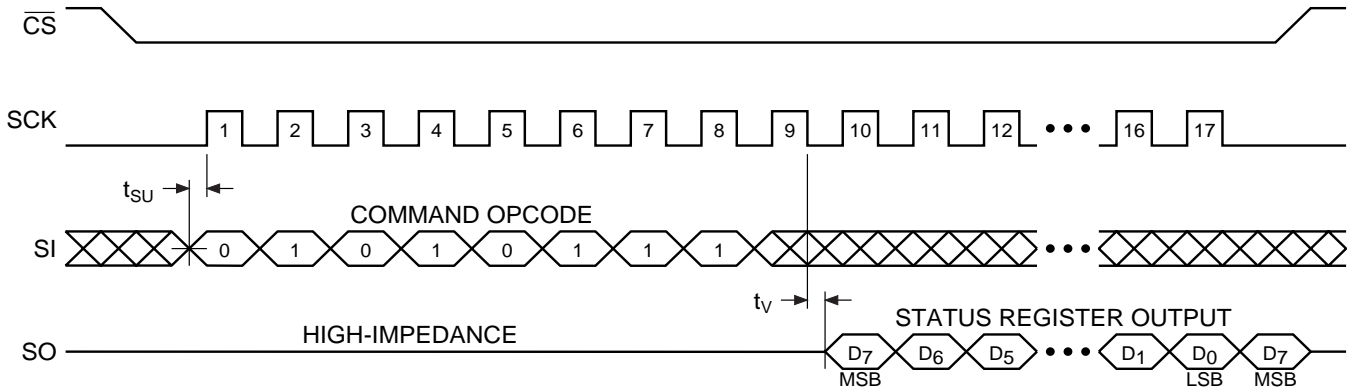 CS
SCK
1 2 3 4 5 6 7 8 9 10 11 12 ••• 16 17
tSU
COMMAND OPCODE
SI
0 1 0 1 0 1 1 1 •••
tV
HIGH-IMPEDANCE
STATUS REGISTER OUTPUT
SO
D7 D6 D5 ••• D1 D0 D7
MSB LSB MSB